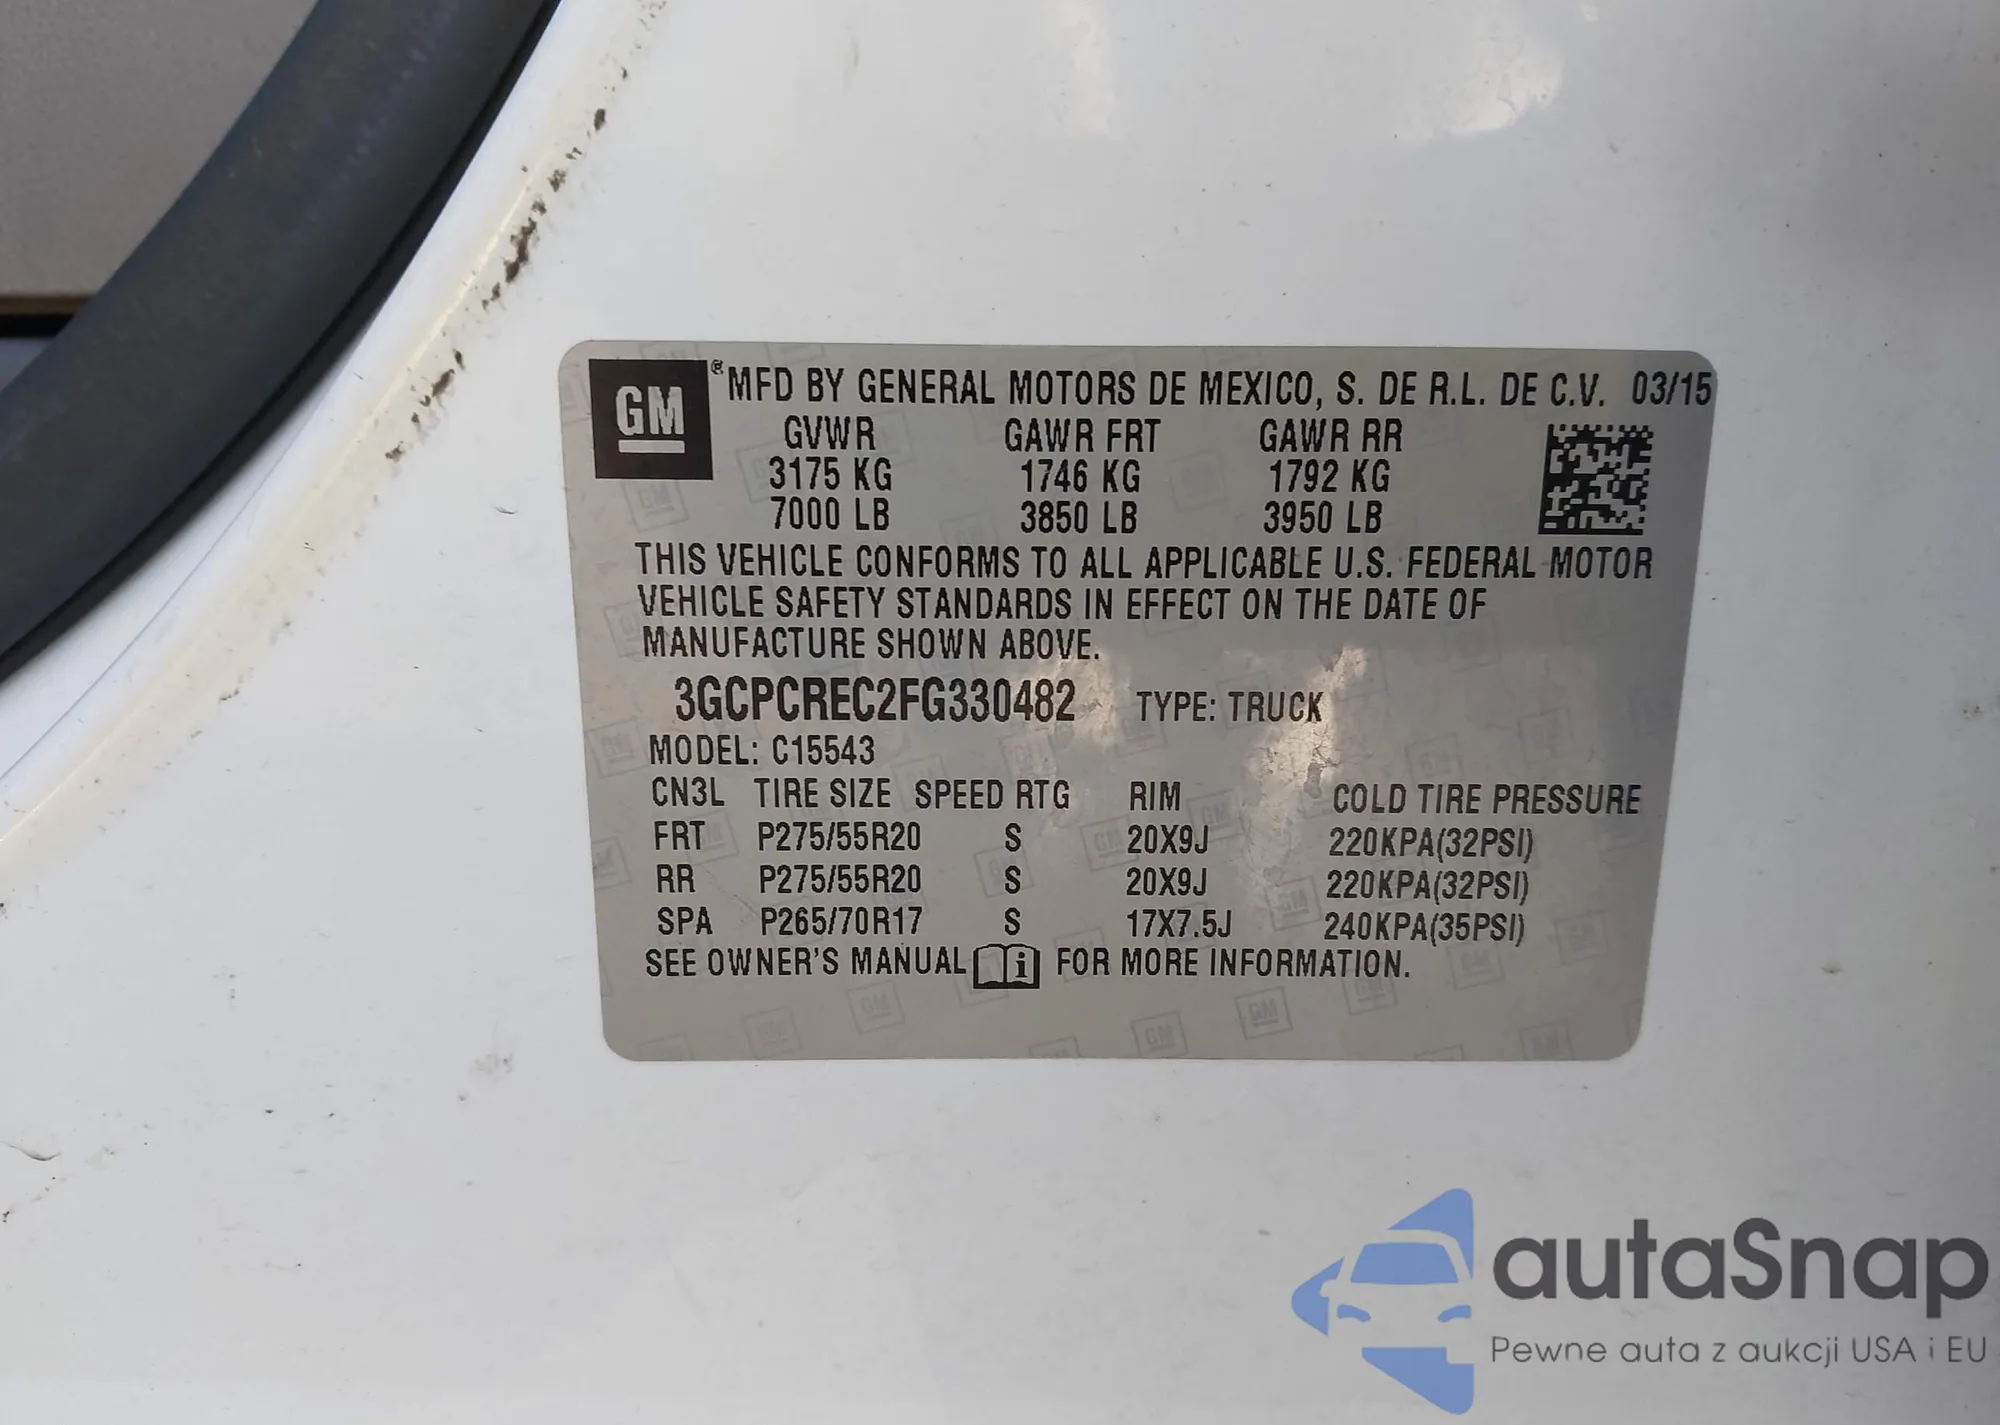 GM ® MFD BY GENERAL MOTORS DE MEXICO, S. DE R.L. DE C.V. 03/15
GVWR GAWR FRT GAWR RR
3175 KG 1746 KG 1792 KG
7000 LB 3850 LB 3950 LB
THIS VEHICLE CONFORMS TO ALL APPLICABLE U.S. FEDERAL MOTOR
VEHICLE SAFETY STANDARDS IN EFFECT ON THE DATE OF
MANUFACTURE SHOWN ABOVE.
3GCPCREC2FG330482 TYPE: TRUCK
MODEL: C15543
CN3L TIRE SIZE SPEED RTG RIM COLD TIRE PRESSURE
FRT P275/55R20 S 20X9J 220KPA(32PSI)
RR P275/55R20 S 20X9J 220KPA(32PSI)
SPA P265/70R17 S 17X7.5J 240KPA(35PSI)
SEE OWNER'S MANUAL i FOR MORE INFORMATION.
autaSnap
Pewne auta z aukcji USA i EU